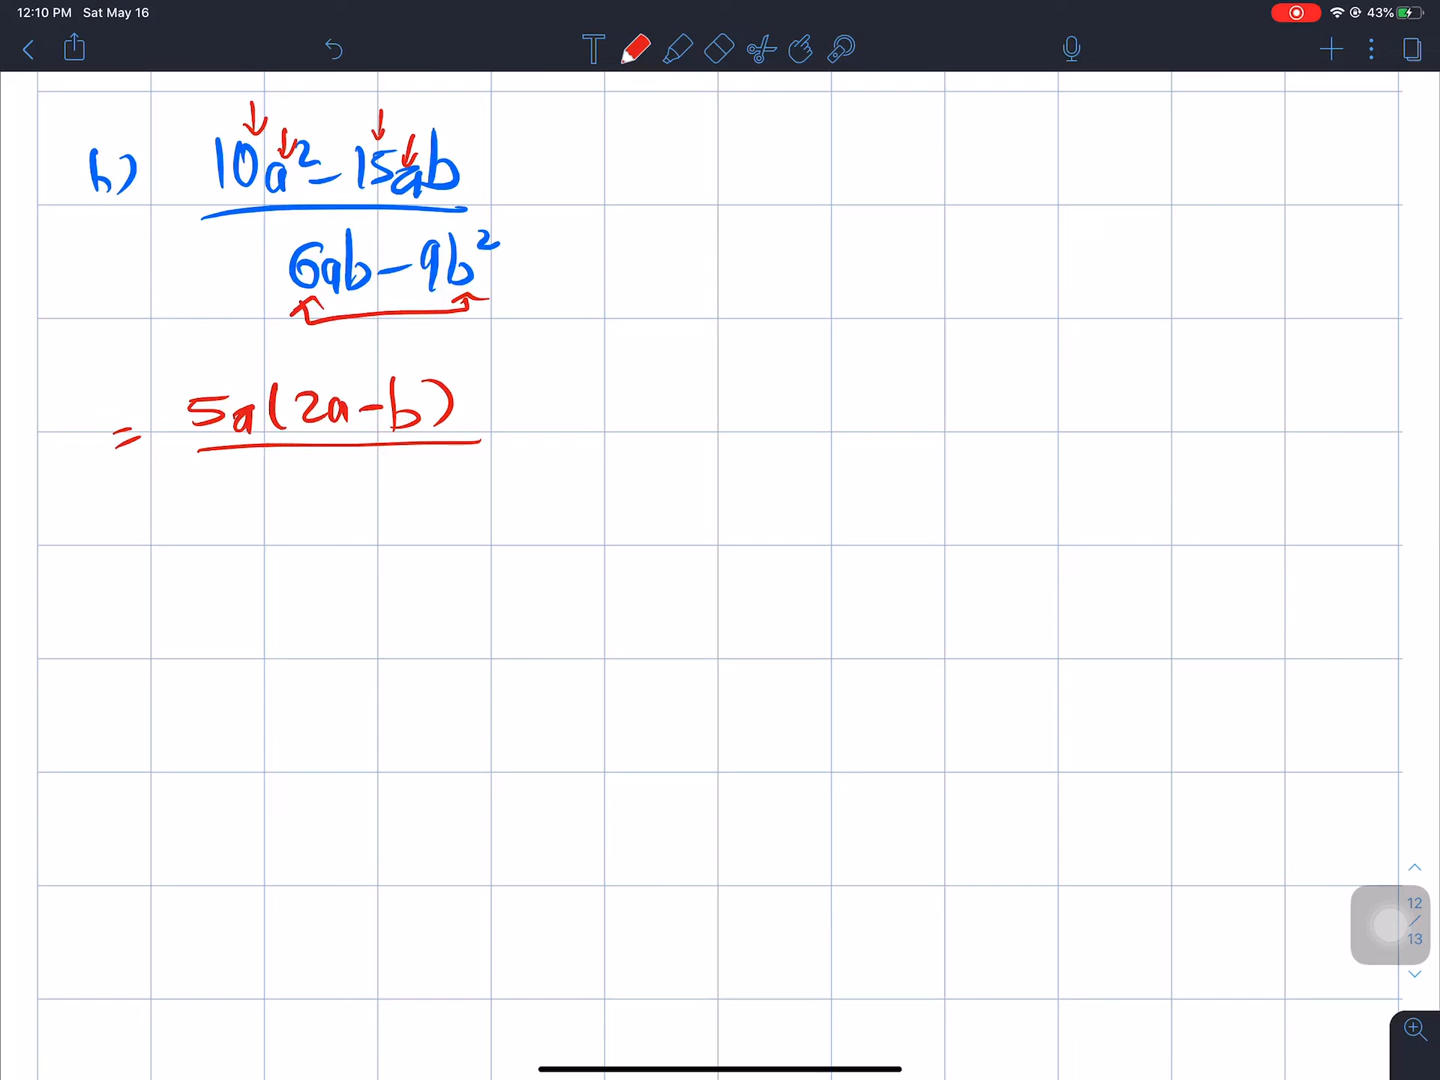 12:10 PM Sat May 16
43%
b) 10a² - 15ab
6ab - 9b²
= 5a(2a - b)
12
/
13